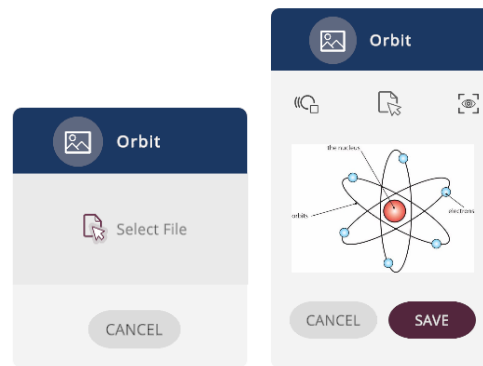 Orbit
Select File
CANCEL
Orbit
the nucleus
orbits
electrons
CANCEL
SAVE